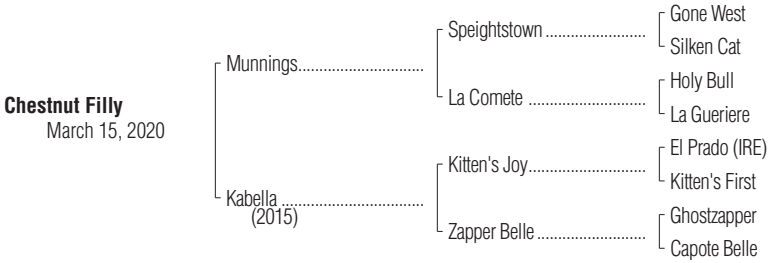 Chestnut Filly
March 15, 2020
Munnings
Kabella
(2015)
Speightstown
La Comete
Kitten's Joy
Zapper Belle
Gone West
Silken Cat
Holy Bull
La Gueriere
El Prado (IRE)
Kitten's First
Ghostzapper
Capote Belle